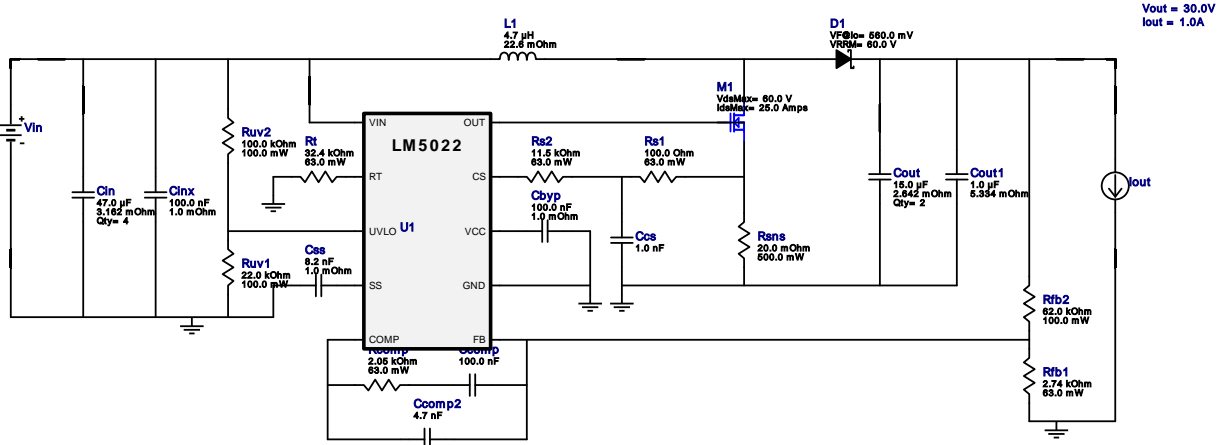 Vout = 30.0V
Iout = 1.0A
L1
4.7 µH
22.6 mOhm
D1
VF@Io= 560.0 mV
VRRM= 60.0 V
M1
VdsMax= 60.0 V
IdsMax= 25.0 Amps
Vin
+
-
Cin
47.0 µF
3.162 mOhm
Qty= 4
Cinx
100.0 nF
1.0 mOhm
Ruv2
100.0 kOhm
100.0 mW
Ruv1
22.0 kOhm
100.0 mW
Rt
32.4 kOhm
63.0 mW
Css
8.2 nF
1.0 mOhm
VIN
OUT
LM5022
RT
CS
UVLO
U1
VCC
SS
GND
COMP
FB
Rs2
11.5 kOhm
63.0 mW
Rs1
100.0 Ohm
63.0 mW
Cbyp
100.0 nF
1.0 mOhm
Ccs
1.0 nF
Rsns
20.0 mOhm
500.0 mW
Cout
15.0 µF
2.642 mOhm
Qty= 2
Cout1
1.0 µF
5.334 mOhm
Iout
Rfb2
62.0 kOhm
100.0 mW
Rfb1
2.74 kOhm
63.0 mW
Rcomp
2.05 kOhm
63.0 mW
Ccomp
100.0 nF
Ccomp2
4.7 nF